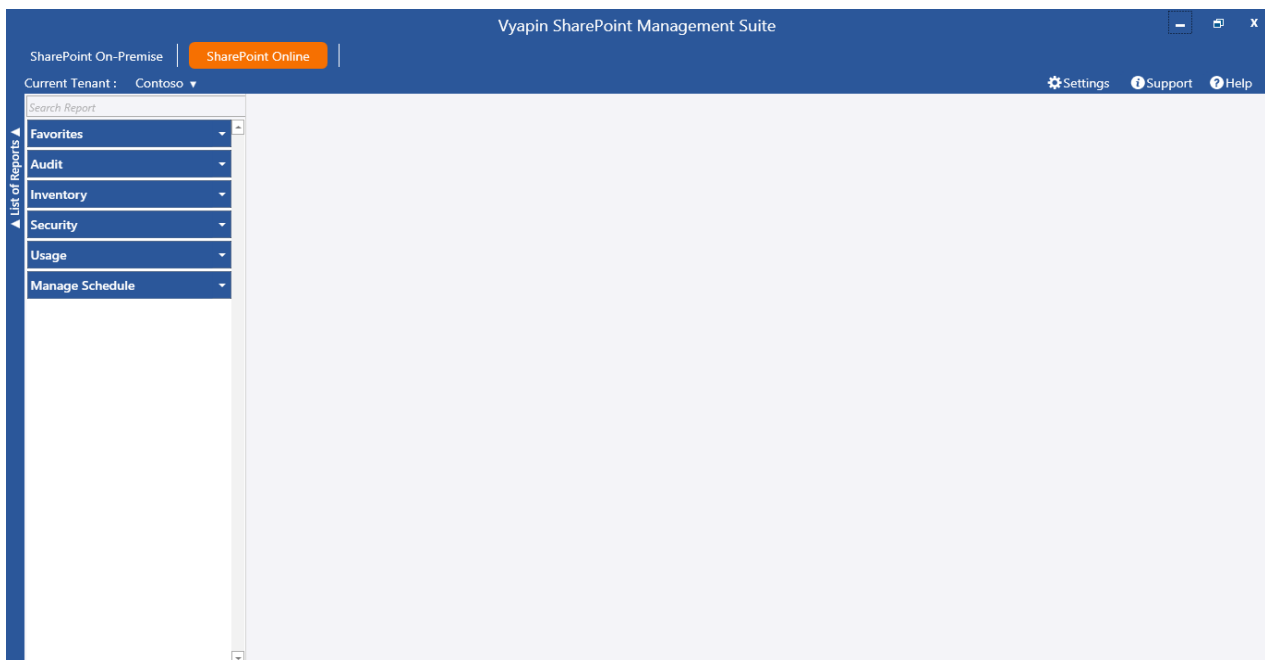 Vyapin SharePoint Management Suite
SharePoint On-Premise SharePoint Online
Current Tenant : Contoso Settings Support Help
Search Report
List of Reports
Favorites
Audit
Inventory
Security
Usage
Manage Schedule